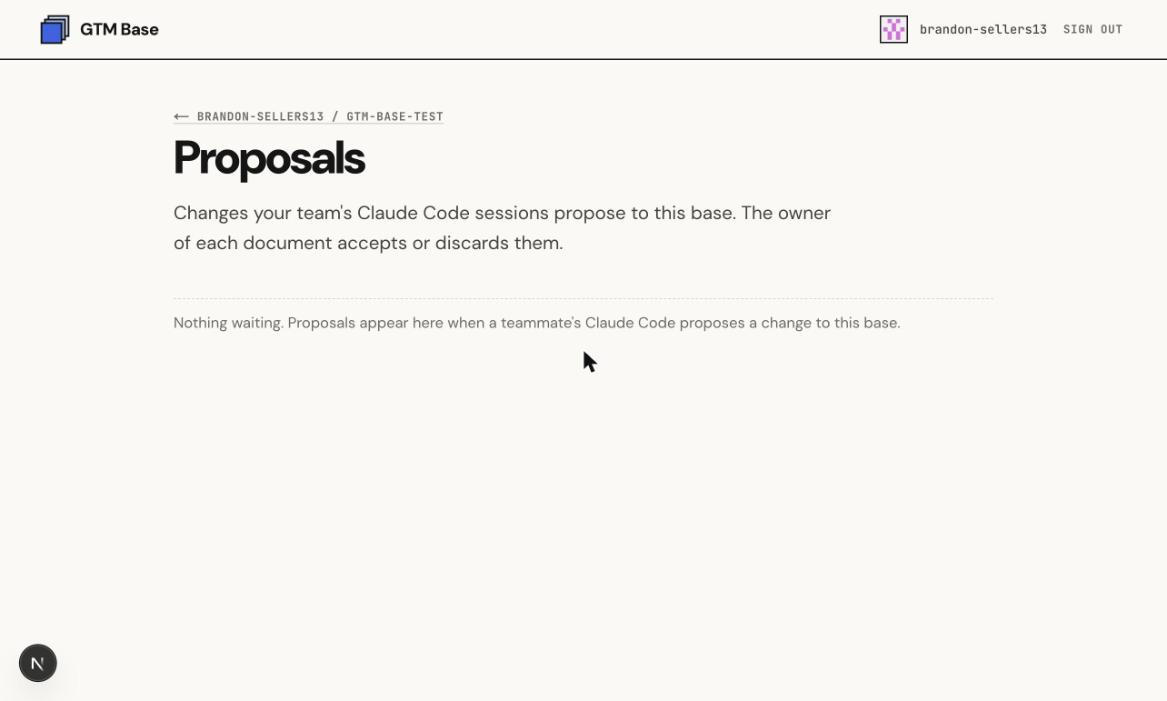 GTM Base
brandon-sellers13
SIGN OUT
← BRANDON-SELLERS13 / GTM-BASE-TEST
Proposals
Changes your team's Claude Code sessions propose to this base. The owner
of each document accepts or discards them.
Nothing waiting. Proposals appear here when a teammate's Claude Code proposes a change to this base.
N